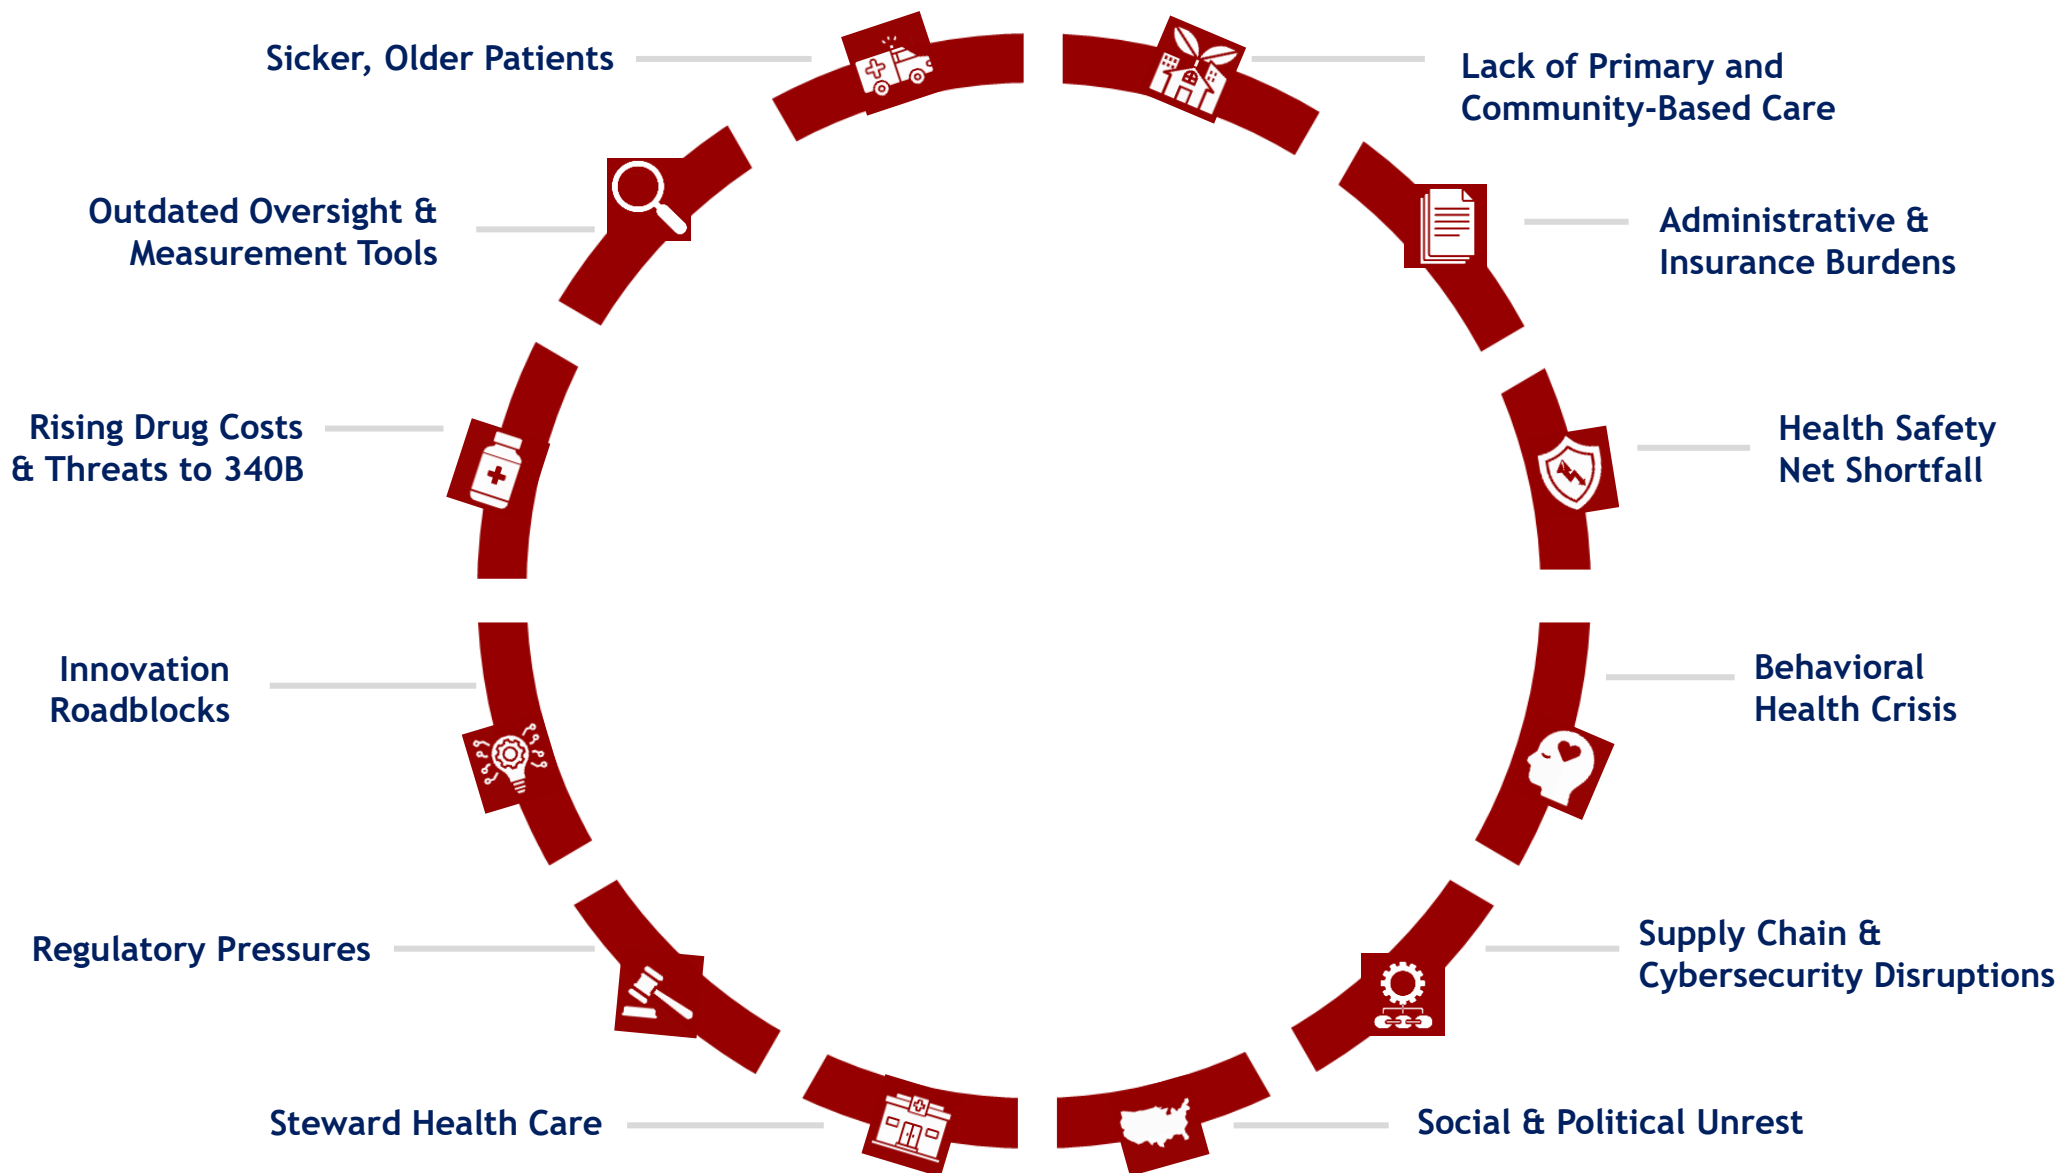 Sicker, Older Patients
Lack of Primary and
Community-Based Care
Outdated Oversight &
Measurement Tools
Administrative &
Insurance Burdens
Rising Drug Costs
& Threats to 340B
Health Safety
Net Shortfall
Innovation
Roadblocks
Behavioral
Health Crisis
Regulatory Pressures
Supply Chain &
Cybersecurity Disruptions
Steward Health Care
Social & Political Unrest